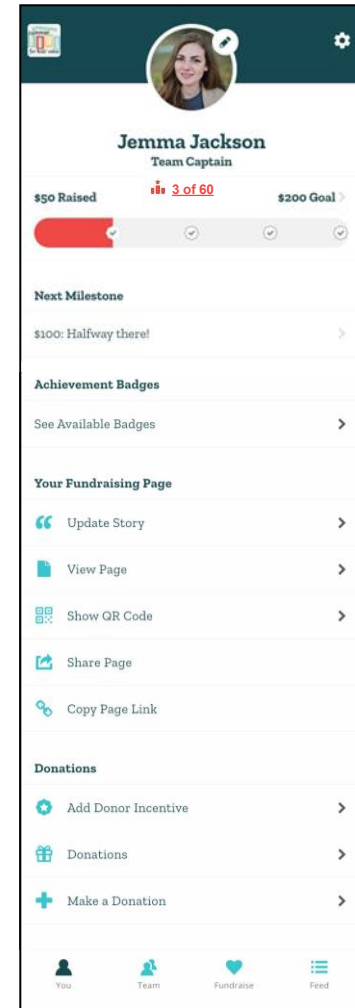 Jemma Jackson
Team Captain
3 of 60
$50 Raised
$200 Goal
Next Milestone
$100: Halfway there!
Achievement Badges
See Available Badges
Your Fundraising Page
Update Story
View Page
Show QR Code
Share Page
Copy Page Link
Donations
Add Donor Incentive
Donations
Make a Donation
You Team Fundraise Feed